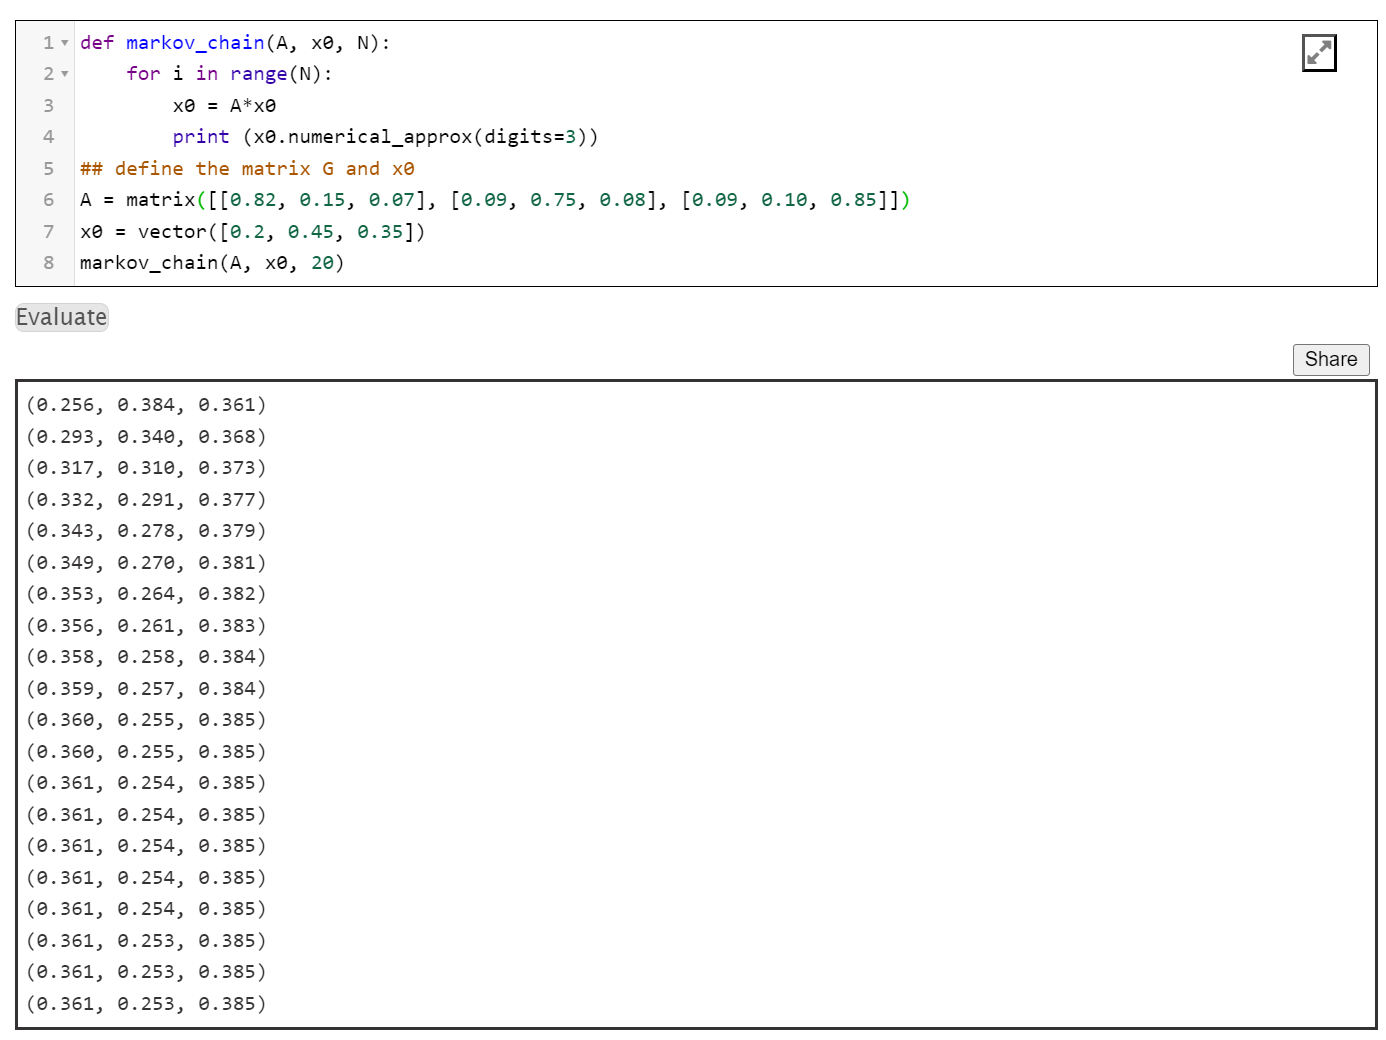 1 def markov_chain(A, x0, N):
2     for i in range(N):
3         x0 = A*x0
4         print (x0.numerical_approx(digits=3))
5 ## define the matrix G and x0
6 A = matrix([[0.82, 0.15, 0.07], [0.09, 0.75, 0.08], [0.09, 0.10, 0.85]])
7 x0 = vector([0.2, 0.45, 0.35])
8 markov_chain(A, x0, 20)
Evaluate
Share
(0.256, 0.384, 0.361)
(0.293, 0.340, 0.368)
(0.317, 0.310, 0.373)
(0.332, 0.291, 0.377)
(0.343, 0.278, 0.379)
(0.349, 0.270, 0.381)
(0.353, 0.264, 0.382)
(0.356, 0.261, 0.383)
(0.358, 0.258, 0.384)
(0.359, 0.257, 0.384)
(0.360, 0.255, 0.385)
(0.360, 0.255, 0.385)
(0.361, 0.254, 0.385)
(0.361, 0.254, 0.385)
(0.361, 0.254, 0.385)
(0.361, 0.254, 0.385)
(0.361, 0.254, 0.385)
(0.361, 0.253, 0.385)
(0.361, 0.253, 0.385)
(0.361, 0.253, 0.385)